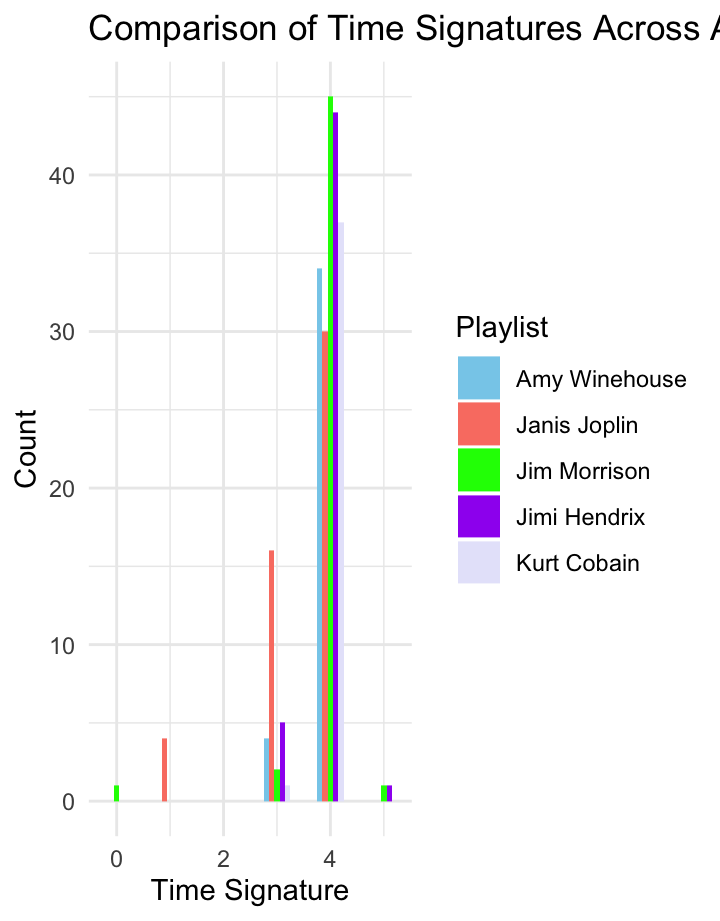 Comparison of Time Signatures Across
40
30
20
10
0
0 2 4
Count
Time Signature
Playlist
Amy Winehouse
Janis Joplin
Jim Morrison
Jimi Hendrix
Kurt Cobain